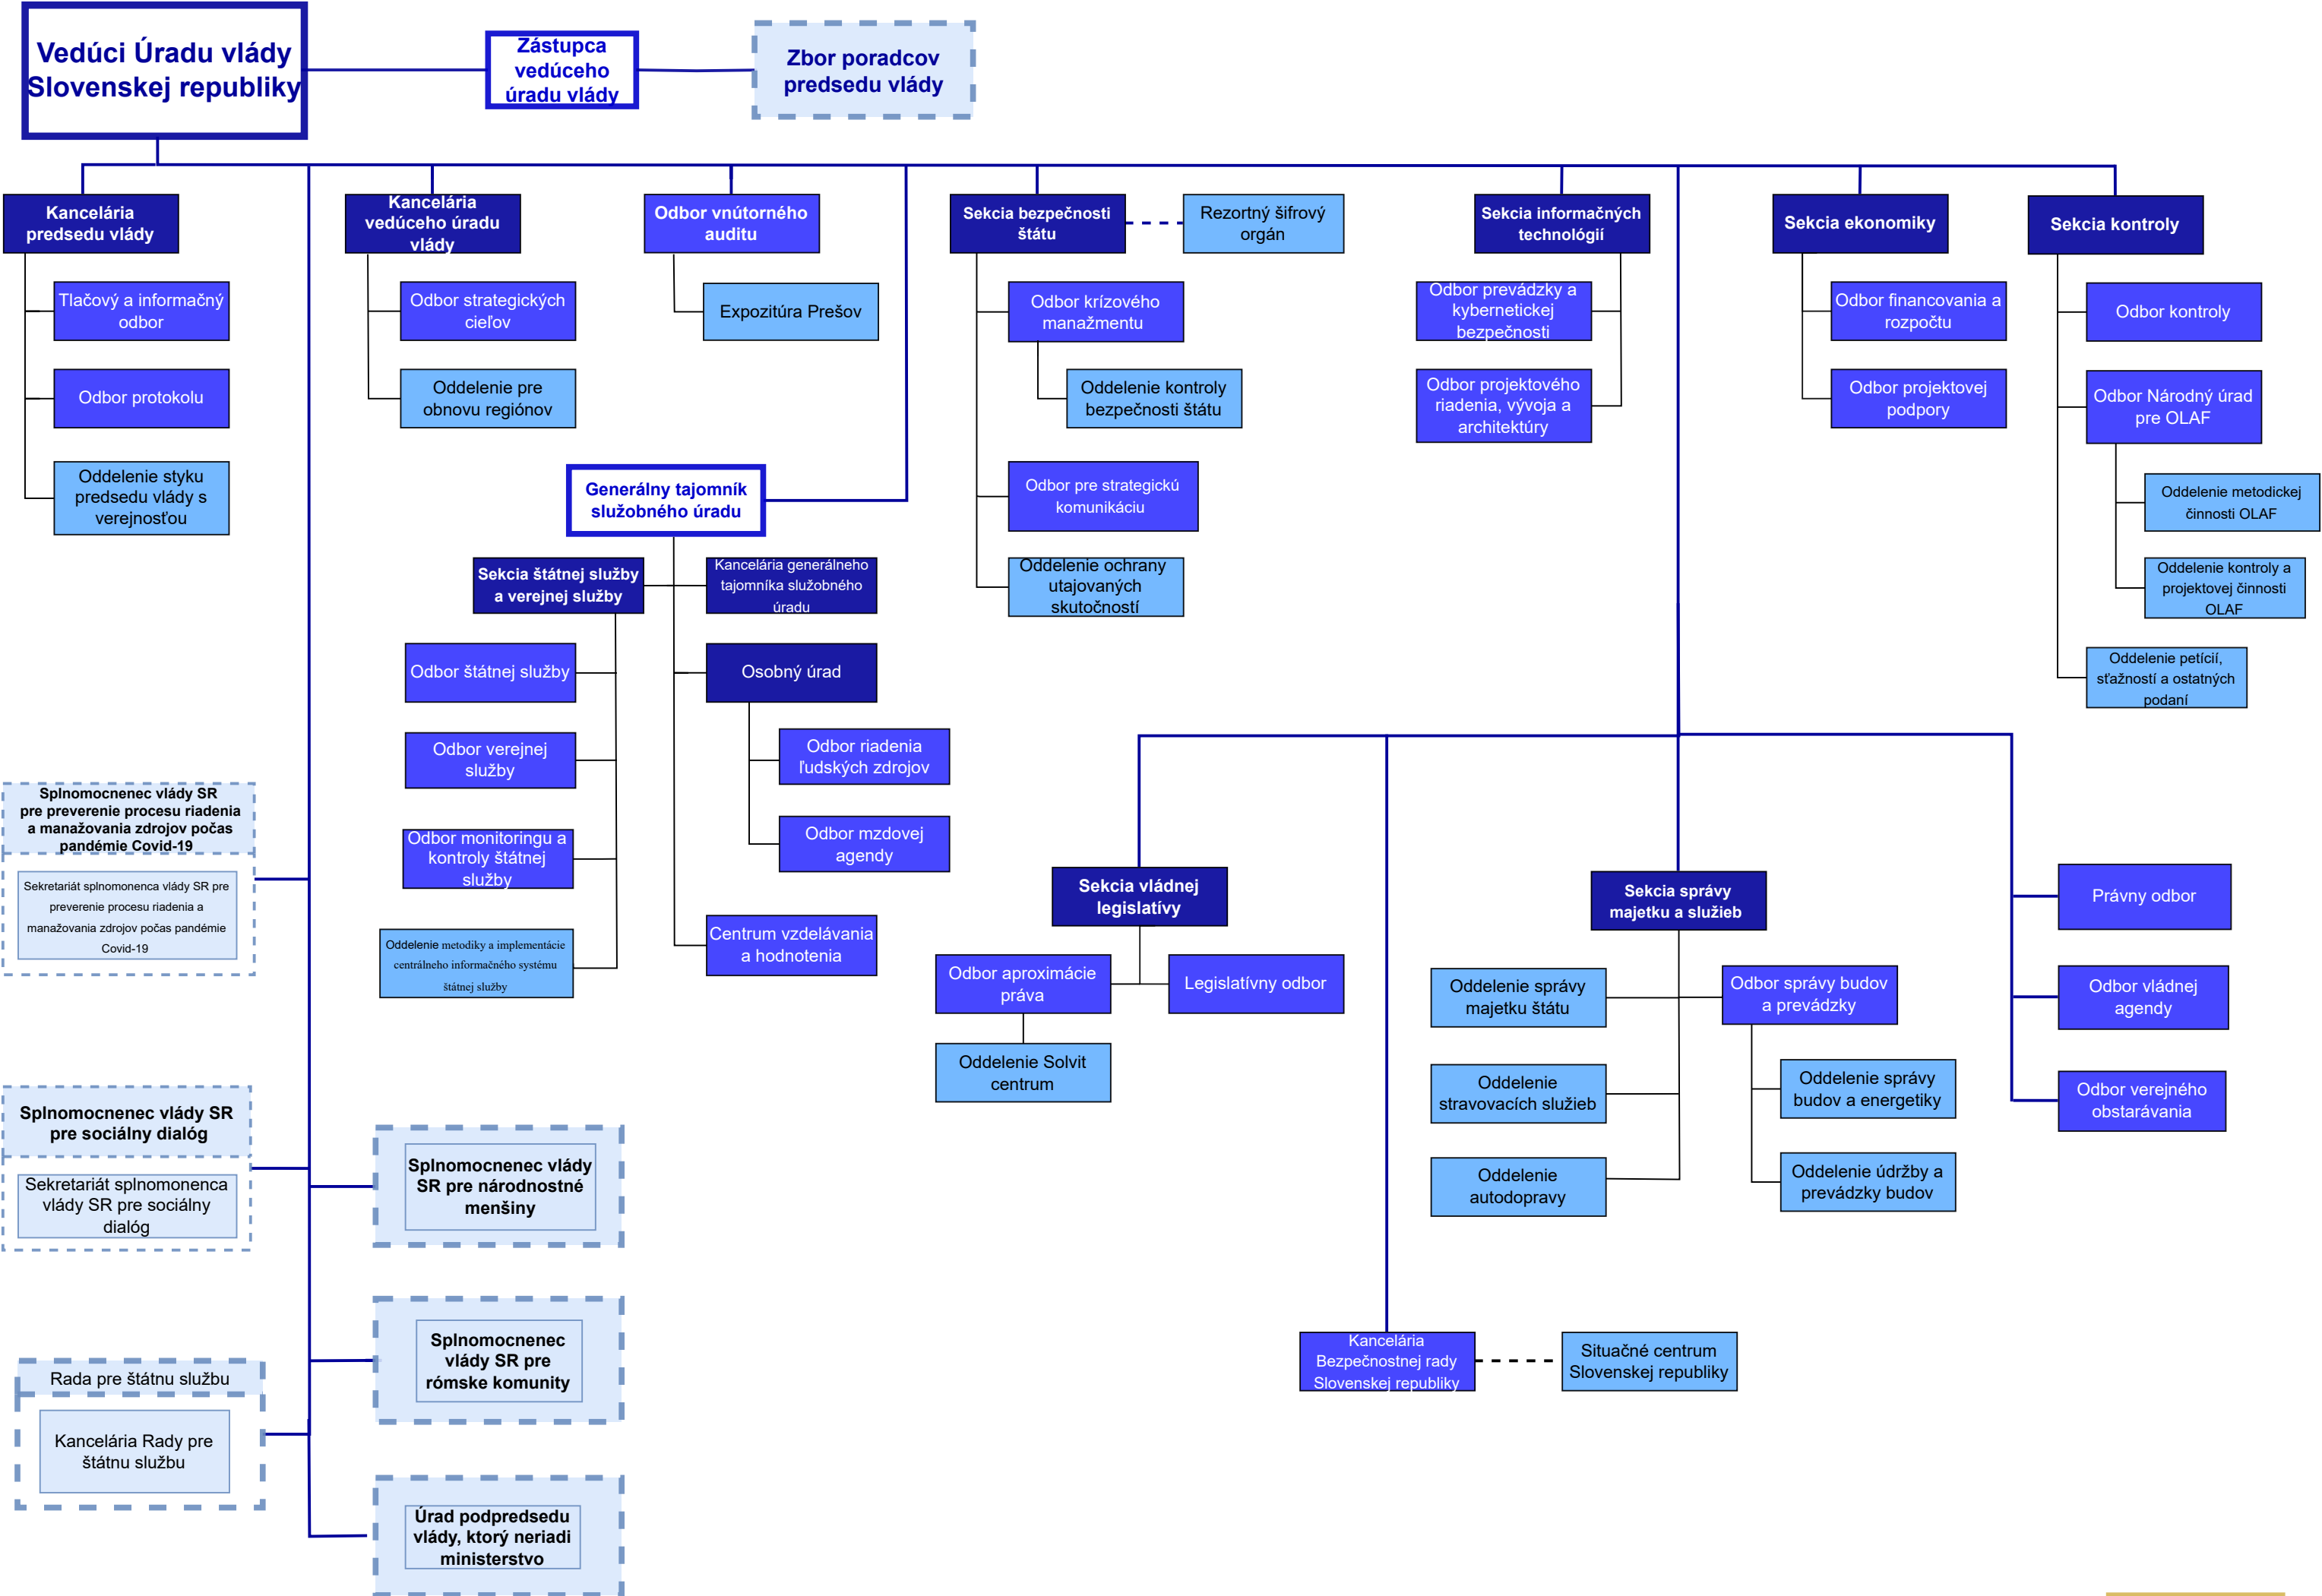 Vedúci Úradu vlády
Slovenskej republiky
Zástupca
vedúceho
úradu vlády
Zbor poradcov
predsedu vlády
Kancelária
predsedu vlády
Kancelária
vedúceho úradu
vlády
Odbor vnútorného
auditu
Sekcia bezpečnosti
štátu
Rezortný šifrový
orgán
Sekcia informačných
technológií
Sekcia ekonomiky
Sekcia kontroly
Tlačový a informačný
odbor
Odbor protokolu
Oddelenie styku
predsedu vlády s
verejnosťou
Odbor strategických
cieľov
Oddelenie pre
obnovu regiónov
Expozitúra Prešov
Odbor krízového
manažmentu
Oddelenie kontroly
bezpečnosti štátu
Odbor pre strategickú
komunikáciu
Oddelenie ochrany
utajovaných
skutočností
Odbor prevádzky a
kybernetickej
bezpečnosti
Odbor projektového
riadenia, vývoja a
architektúry
Odbor financovania a
rozpočtu
Odbor projektovej
podpory
Odbor kontroly
Odbor Národný úrad
pre OLAF
Oddelenie metodickej
činnosti OLAF
Oddelenie kontroly a
projektovej činnosti
OLAF
Oddelenie petícií,
sťažností a ostatných
podaní
Generálny tajomník
služobného úradu
Sekcia štátnej služby
a verejnej služby
Kancelária generálneho
tajomníka služobného
úradu
Odbor štátnej služby
Odbor verejnej
služby
Odbor monitoringu a
kontroly štátnej
služby
Oddelenie metodiky a implementácie
centrálneho informačného systému
štátnej služby
Osobný úrad
Odbor riadenia
ľudských zdrojov
Odbor mzdovej
agendy
Centrum vzdelávania
a hodnotenia
Splnomocnenec vlády SR
pre preverenie procesu riadenia
a manažovania zdrojov počas
pandémie Covid-19
Sekretariát splnomonenca vlády SR pre
preverenie procesu riadenia a
manažovania zdrojov počas pandémie
Covid-19
Splnomocnenec vlády SR
pre sociálny dialóg
Sekretariát splnomonenca
vlády SR pre sociálny
dialóg
Rada pre štátnu službu
Kancelária Rady pre
štátnu službu
Splnomocnenec vlády
SR pre národnostné
menšiny
Splnomocnenec
vlády SR pre
rómske komunity
Úrad podpredsedu
vlády, ktorý neriadi
ministerstvo
Sekcia vládnej
legislatívy
Odbor aproximácie
práva
Legislatívny odbor
Oddelenie Solvit
centrum
Sekcia správy
majetku a služieb
Oddelenie správy
majetku štátu
Odbor správy budov
a prevádzky
Oddelenie
stravovacích služieb
Oddelenie správy
budov a energetiky
Oddelenie
autodopravy
Oddelenie údržby a
prevádzky budov
Právny odbor
Odbor vládnej
agendy
Odbor verejného
obstarávania
Kancelária
Bezpečnostnej rady
Slovenskej republiky
Situačné centrum
Slovenskej republiky